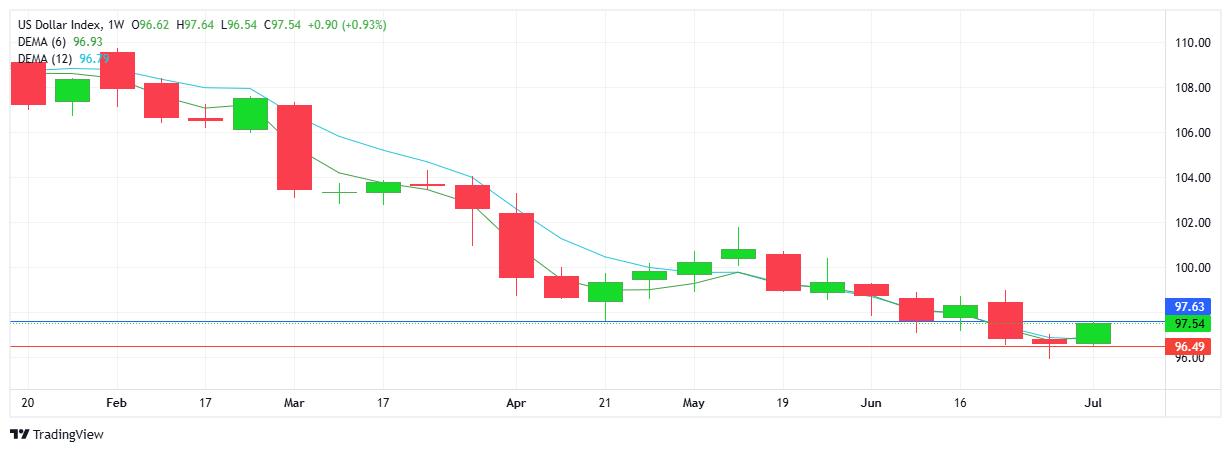 US Dollar Index, 1W O96.62 H97.64 L96.54 C97.54 +0.90 (+0.93%)
DEMA (6) 96.93
DEMA (12) 96.79
110.00
108.00
106.00
104.00
102.00
100.00
97.63
97.54
96.49
96.00
20 Feb 17 Mar 17 Apr 21 May 19 Jun 16 Jul
TradingView